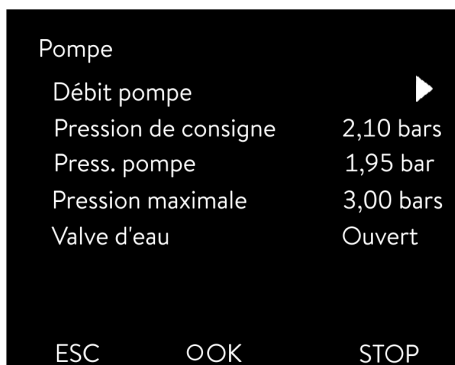 Pompe
Débit pompe
Pression de consigne 2,10 bars
Press. pompe 1,95 bar
Pression maximale 3,00 bars
Valve d'eau Ouvert
ESC OOK STOP